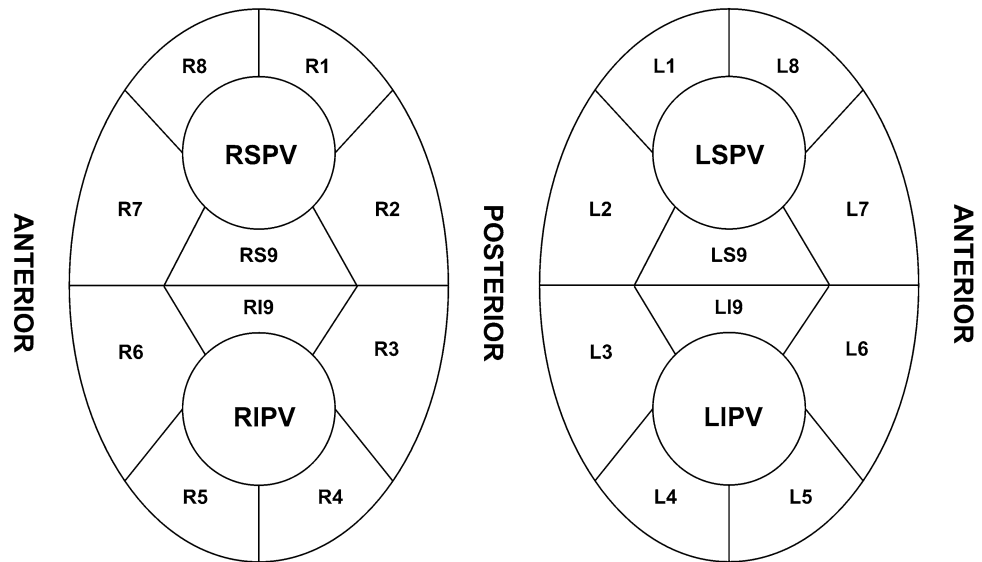 R8
R1
RSPV
R7
R2
RS9
RI9
R6
R3
RIPV
R5
R4
ANTERIOR
POSTERIOR
L1
L8
LSPV
L2
L7
LS9
LI9
L3
L6
LIPV
L4
L5
ANTERIOR